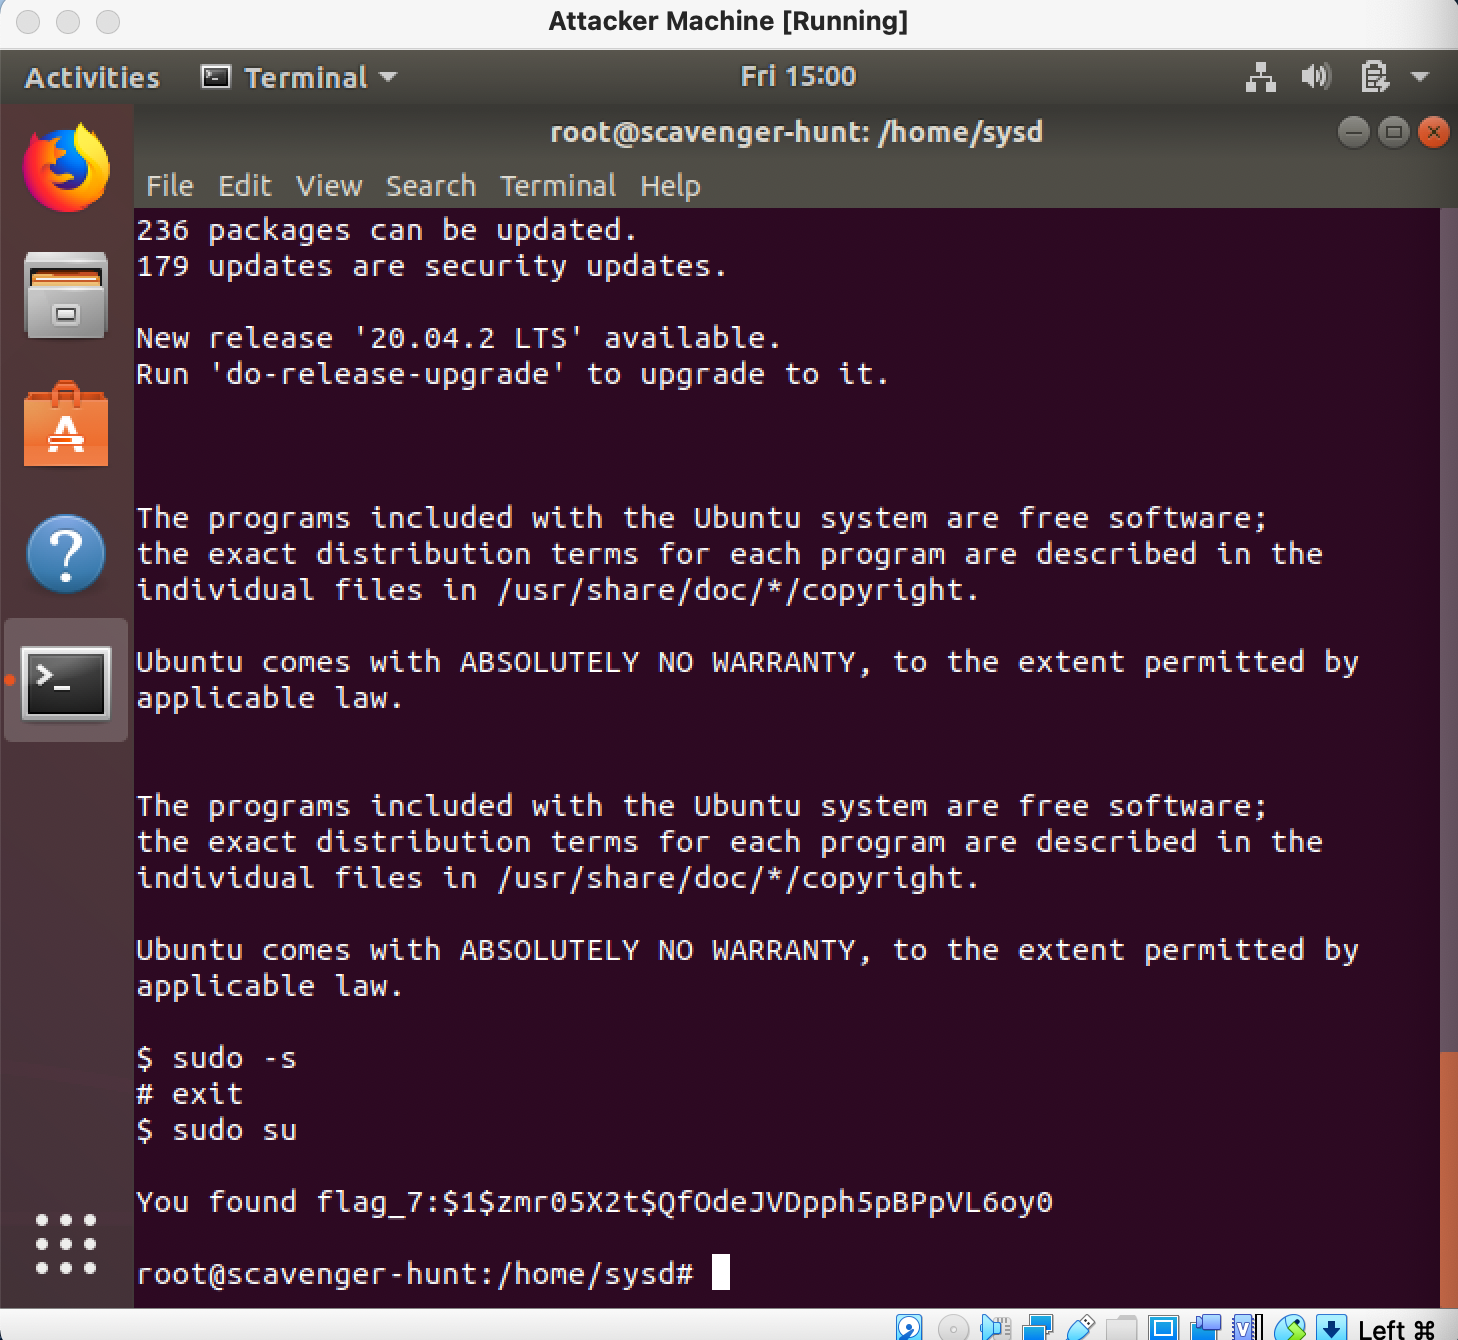 Attacker Machine [Running]
Activities
Terminal
Fri 15:00
root@scavenger-hunt: /home/sysd
File Edit View Search Terminal Help
236 packages can be updated.
179 updates are security updates.
New release '20.04.2 LTS' available.
Run 'do-release-upgrade' to upgrade to it.
The programs included with the Ubuntu system are free software;
the exact distribution terms for each program are described in the
individual files in /usr/share/doc/*/copyright.
Ubuntu comes with ABSOLUTELY NO WARRANTY, to the extent permitted by
applicable law.
The programs included with the Ubuntu system are free software;
the exact distribution terms for each program are described in the
individual files in /usr/share/doc/*/copyright.
Ubuntu comes with ABSOLUTELY NO WARRANTY, to the extent permitted by
applicable law.
$ sudo -s
# exit
$ sudo su
You found flag_7:$1$zmr05X2t$QfOdeJVDpph5pBPpVL6oy0
root@scavenger-hunt:/home/sysd#
Left ⌘